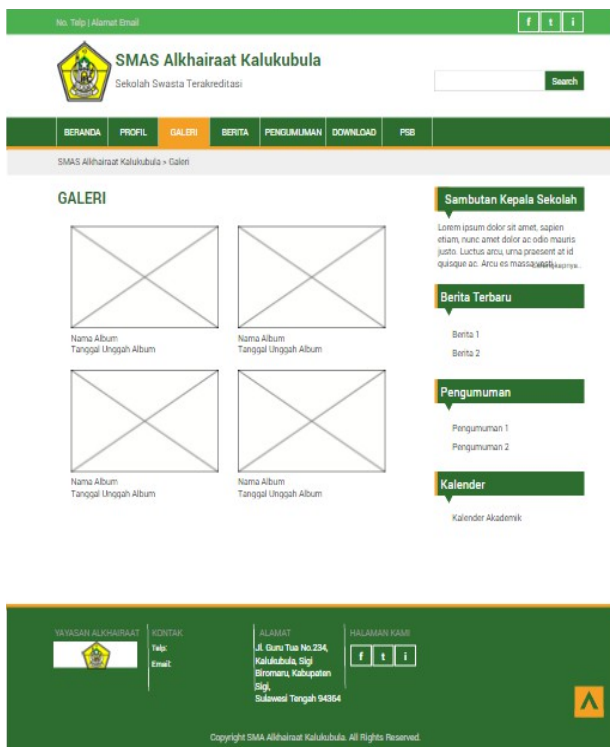 No. Telp | Alamat Email
f t i
SMAS Alkhairaat Kalukubula
Sekolah Swasta Terakreditasi
Search
BERANDA PROFIL GALERI BERITA PENGUMUMAN DOWNLOAD PSB
SMAS Alkhairaat Kalukubula » Galeri
GALERI
Nama Album
Tanggal Unggah Album
Nama Album
Tanggal Unggah Album
Nama Album
Tanggal Unggah Album
Nama Album
Tanggal Unggah Album
Sambutan Kepala Sekolah
Lorem ipsum dolor sit amet, sapien
etiam, nunc amet dolor ac odio mauris
justo. Luctus arcu, urna praesent at id
quisque ac. Arcu es massa
Berita Terbaru
Berita 1
Berita 2
Pengumuman
Pengumuman 1
Pengumuman 2
Kalender
Kalender Akademik
YAYASAN ALKHAIRAAT
KONTAK
Telp:
Email:
ALAMAT
Jl. Guru Tua No.234,
Kalukubula, Sigi
Biromaru, Kabupaten
Sigi,
Sulawesi Tengah 94364
HALAMAN KAMI
f t i
Copyright SMA Alkhairaat Kalukubula. All Rights Reserved.